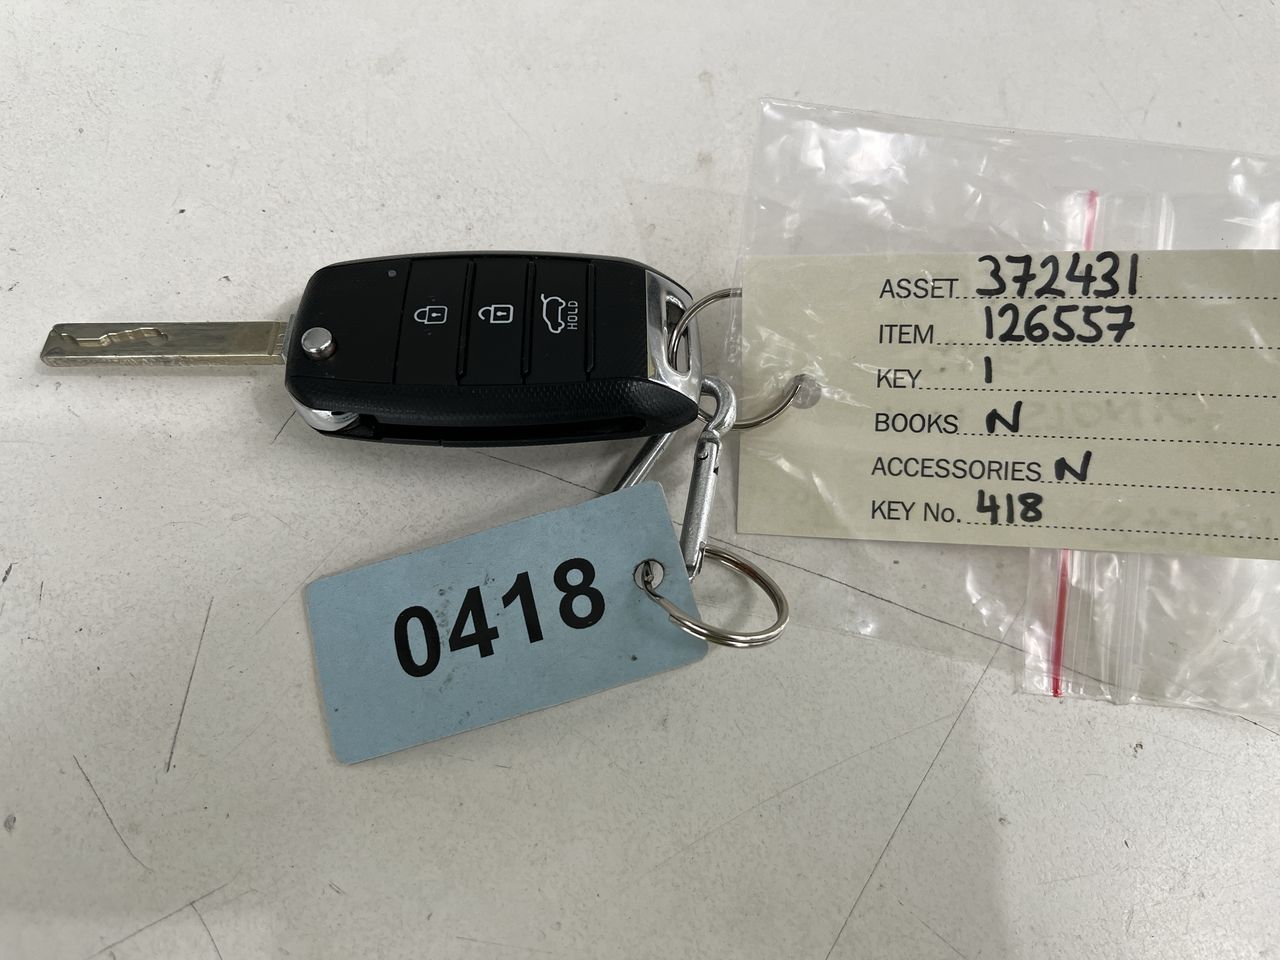 HOLD
ASSET 372431
ITEM 126557
KEY 1
BOOKS N
ACCESSORIES N
KEY No. 418
0418